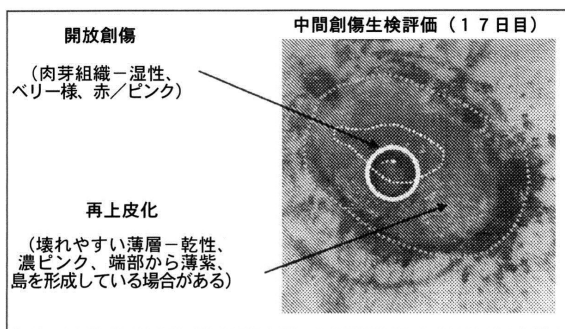 中間創傷生検評価（１７日目）
開放創傷
（肉芽組織－湿性、
ベリー様、赤／ピンク）
再上皮化
（壊れやすい薄層－乾性、
濃ピンク、端部から薄紫、
島を形成している場合がある）